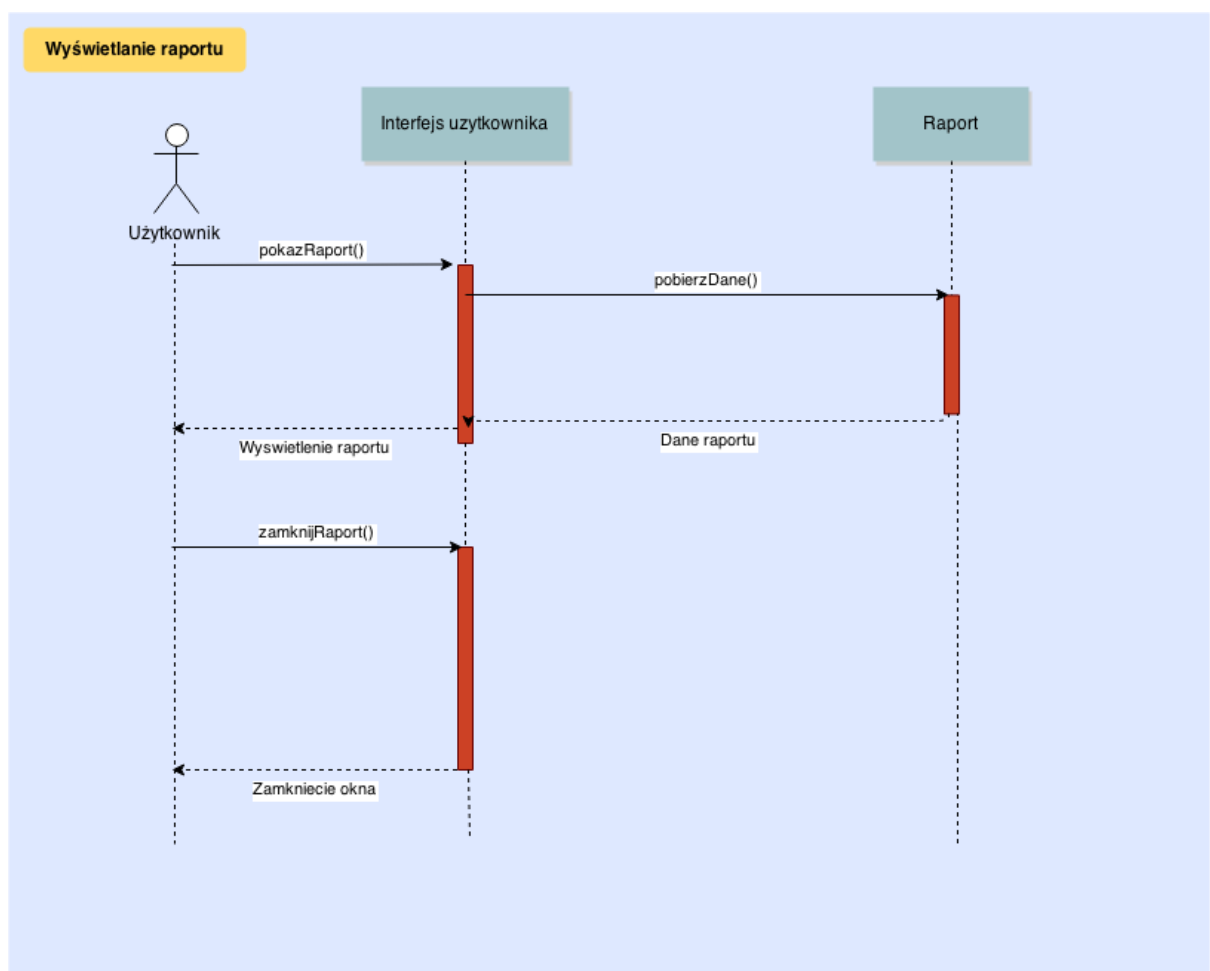 Wyświetlanie raportu
Interfejs uzytkownika
Raport
Użytkownik
pokazRaport()
pobierzDane()
Dane raportu
Wyswietlenie raportu
zamknijRaport()
Zamkniecie okna